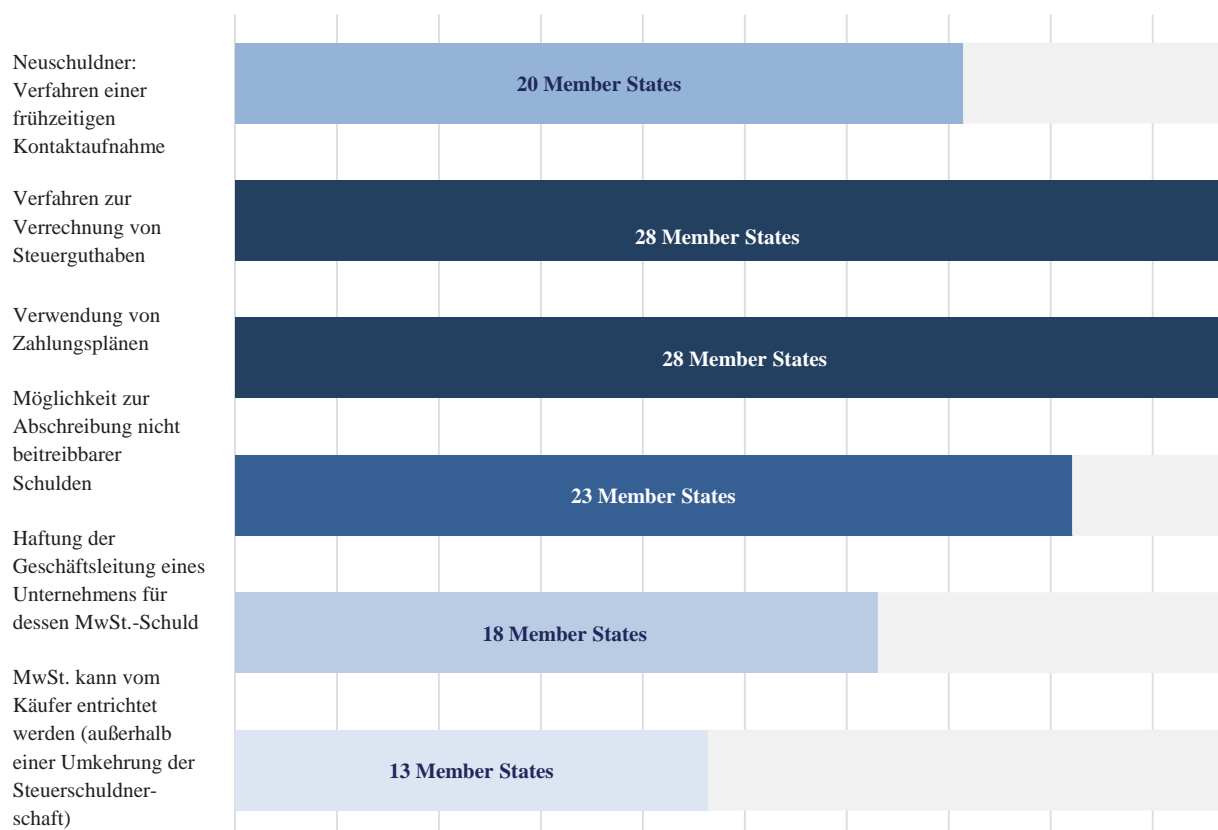 Neuschuldner:
Verfahren einer
frühzeitigen
Kontaktaufnahme
20 Member States
Verfahren zur
Verrechnung von
Steuerguthaben
28 Member States
Verwendung von
Zahlungsplänen
28 Member States
Möglichkeit zur
Abschreibung nicht
beitreibbarer
Schulden
23 Member States
Haftung der
Geschäftsleitung eines
Unternehmens für
dessen MwSt.-Schuld
18 Member States
MwSt. kann vom
Käufer entrichtet
werden (außerhalb
einer Umkehrung der
Steuerschuldner-
schaft)
13 Member States